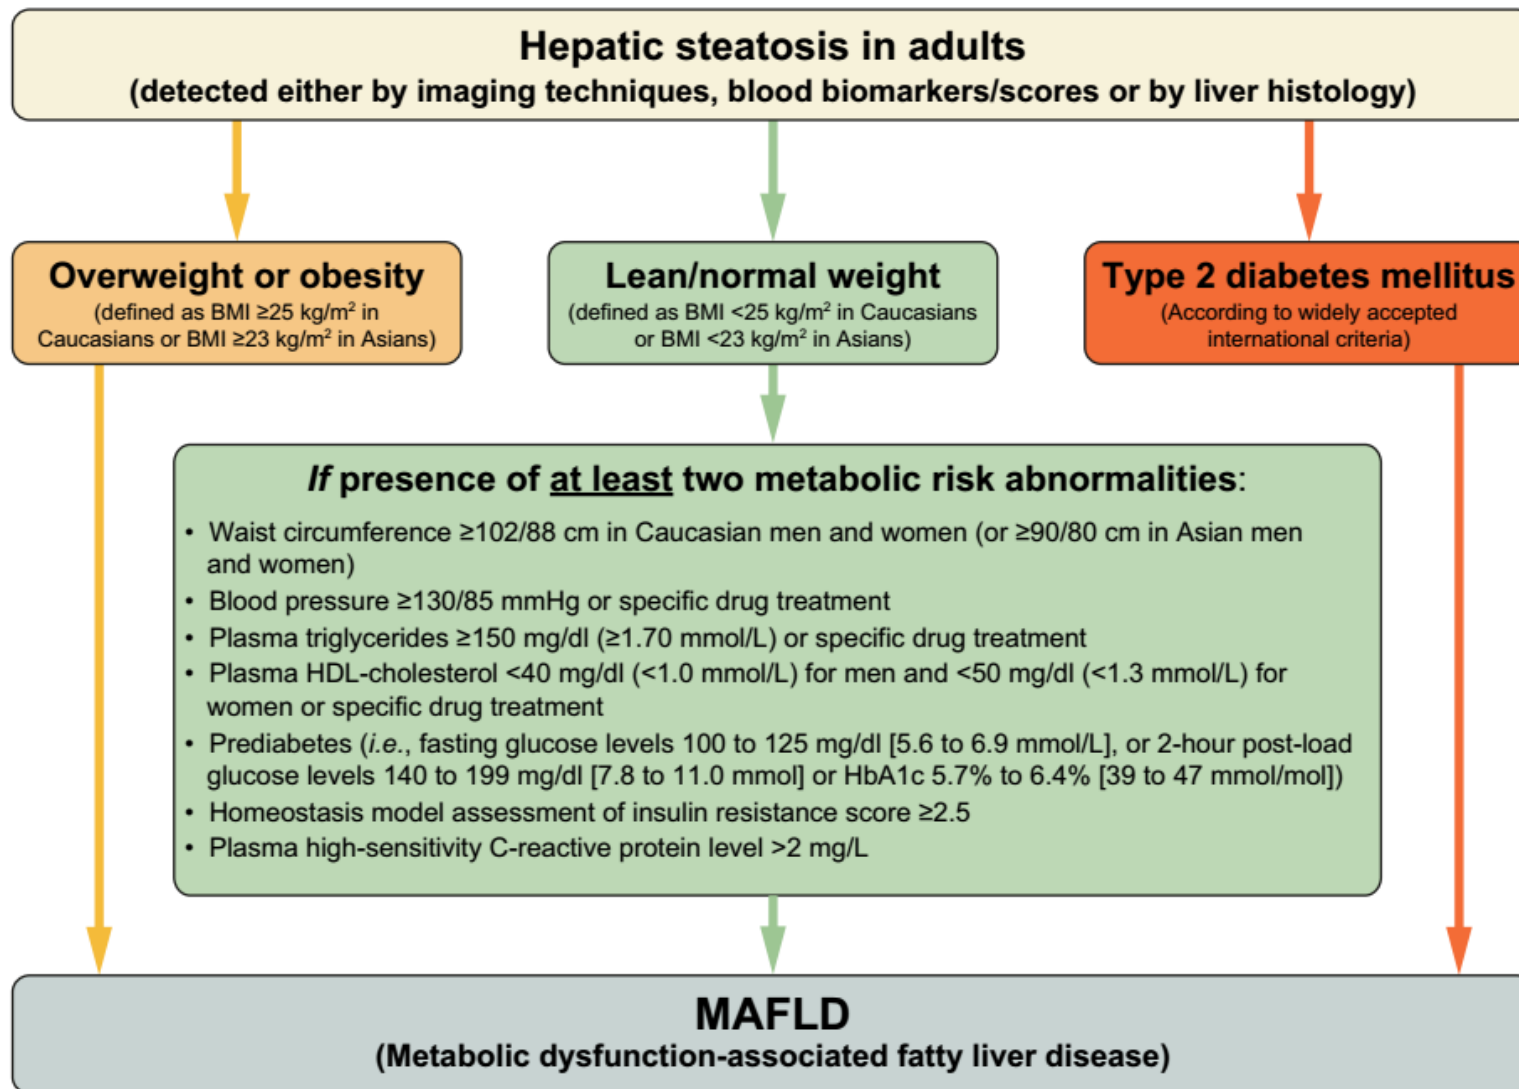 Hepatic steatosis in adults
(detected either by imaging techniques, blood biomarkers/scores or by liver histology)
Overweight or obesity
(defined as BMI ≥25 kg/m² in
Caucasians or BMI ≥23 kg/m² in Asians)
Lean/normal weight
(defined as BMI <25 kg/m² in Caucasians
or BMI <23 kg/m² in Asians)
Type 2 diabetes mellitus
(According to widely accepted
international criteria)
If presence of at least two metabolic risk abnormalities:
• Waist circumference ≥102/88 cm in Caucasian men and women (or ≥90/80 cm in Asian men
and women)
• Blood pressure ≥130/85 mmHg or specific drug treatment
• Plasma triglycerides ≥150 mg/dl (≥1.70 mmol/L) or specific drug treatment
• Plasma HDL-cholesterol <40 mg/dl (<1.0 mmol/L) for men and <50 mg/dl (<1.3 mmol/L) for
women or specific drug treatment
• Prediabetes (i.e., fasting glucose levels 100 to 125 mg/dl [5.6 to 6.9 mmol/L], or 2-hour post-load
glucose levels 140 to 199 mg/dl [7.8 to 11.0 mmol] or HbA1c 5.7% to 6.4% [39 to 47 mmol/mol])
• Homeostasis model assessment of insulin resistance score ≥2.5
• Plasma high-sensitivity C-reactive protein level >2 mg/L
MAFLD
(Metabolic dysfunction-associated fatty liver disease)